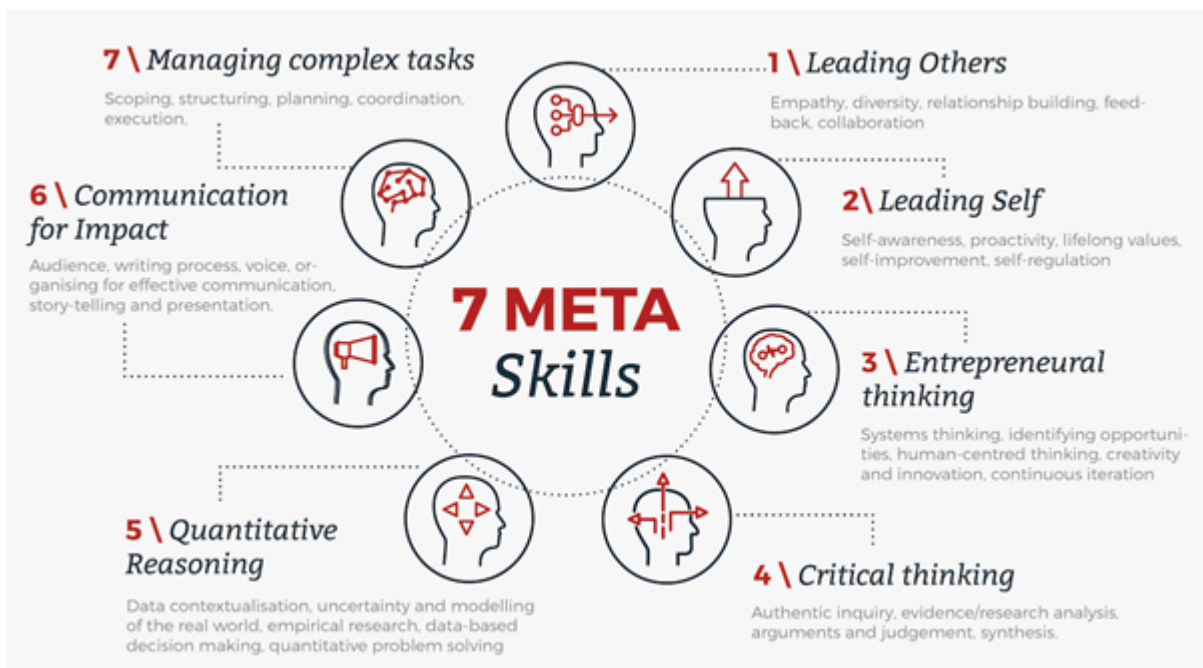 7 META
Skills
1 \ Leading Others
Empathy, diversity, relationship building, feed-
back, collaboration
2\ Leading Self
Self-awareness, proactivity, lifelong values,
self-improvement, self-regulation
3 \ Entrepreneural
thinking
Systems thinking, identifying opportuni-
ties, human-centred thinking, creativity
and innovation, continuous iteration
4 \ Critical thinking
Authentic inquiry, evidence/research analysis,
arguments and judgement, synthesis.
5 \ Quantitative
Reasoning
Data contextualisation, uncertainty and modelling
of the real world, empirical research, data-based
decision making, quantitative problem solving
6 \ Communication
for Impact
Audience, writing process, voice, or-
ganising for effective communication,
story-telling and presentation.
7 \ Managing complex tasks
Scoping, structuring, planning, coordination,
execution.